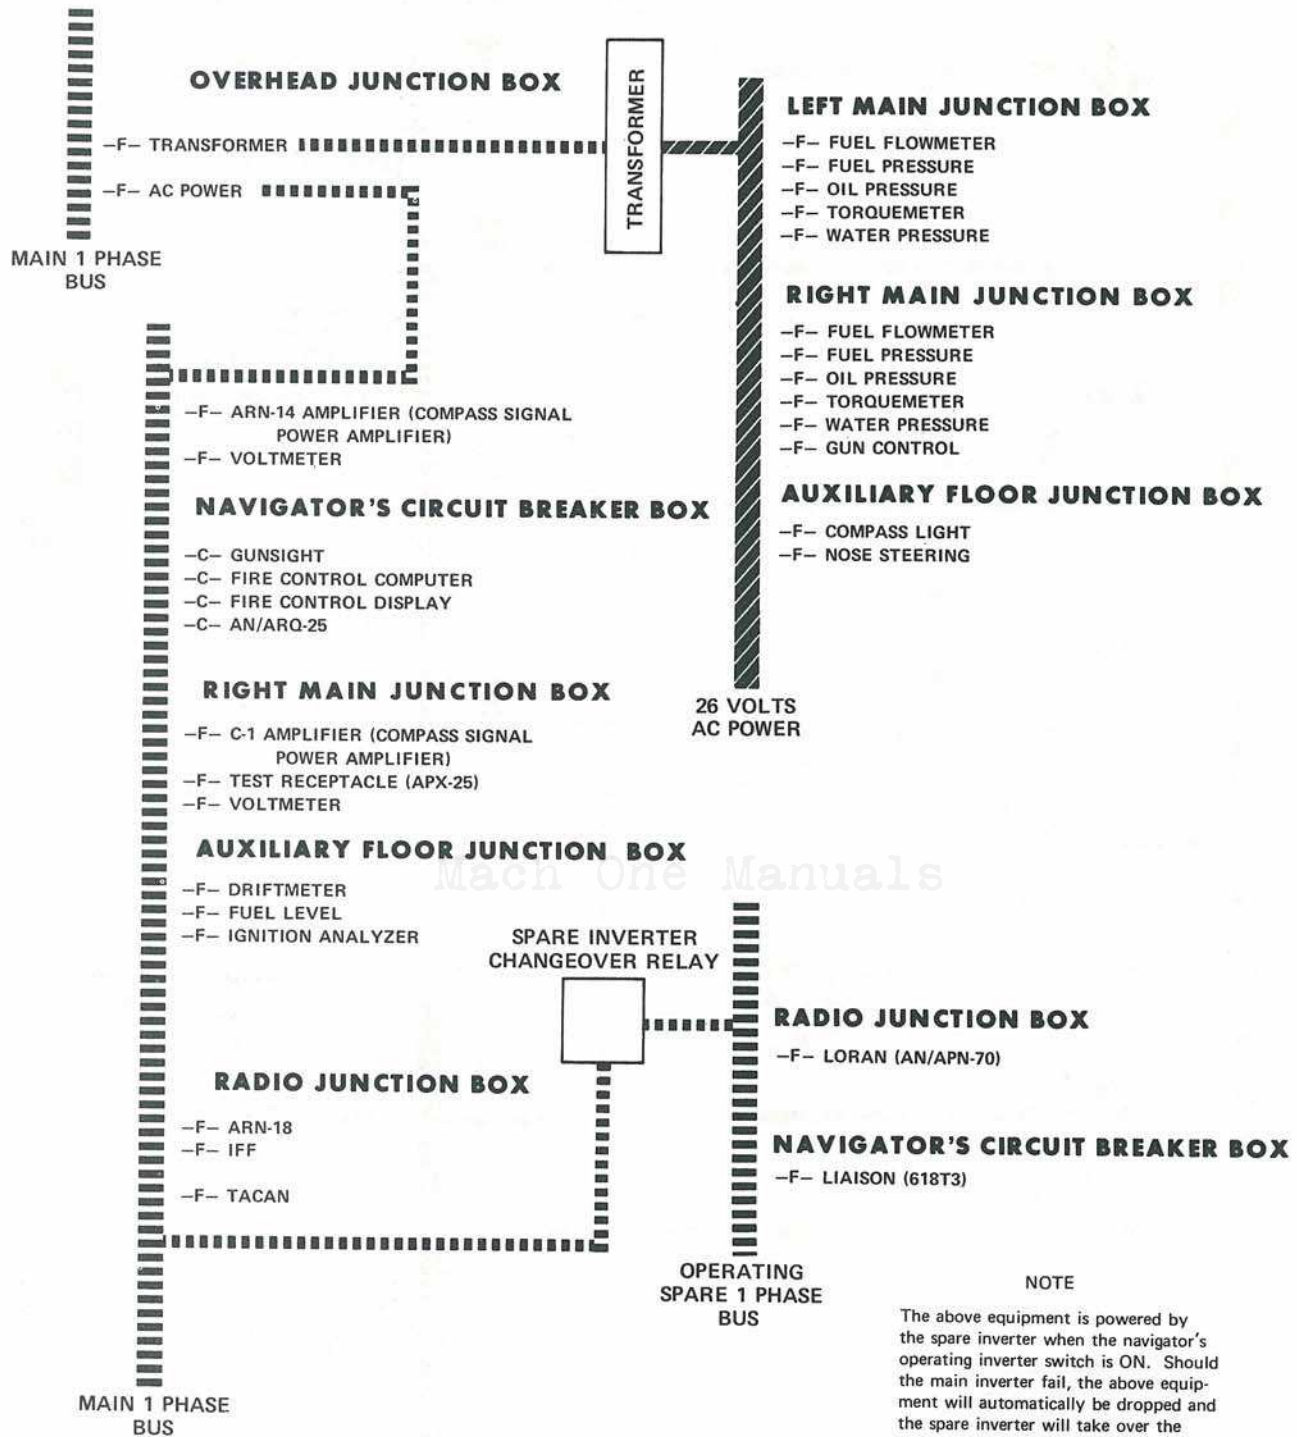 OVERHEAD JUNCTION BOX
–F– TRANSFORMER
–F– AC POWER
MAIN 1 PHASE
BUS
TRANSFORMER
LEFT MAIN JUNCTION BOX
–F– FUEL FLOWMETER
–F– FUEL PRESSURE
–F– OIL PRESSURE
–F– TORQUEMETER
–F– WATER PRESSURE
RIGHT MAIN JUNCTION BOX
–F– FUEL FLOWMETER
–F– FUEL PRESSURE
–F– OIL PRESSURE
–F– TORQUEMETER
–F– WATER PRESSURE
–F– GUN CONTROL
AUXILIARY FLOOR JUNCTION BOX
–F– COMPASS LIGHT
–F– NOSE STEERING
26 VOLTS
AC POWER
–F– ARN-14 AMPLIFIER (COMPASS SIGNAL
POWER AMPLIFIER)
–F– VOLTMETER
NAVIGATOR'S CIRCUIT BREAKER BOX
–C– GUNSIGHT
–C– FIRE CONTROL COMPUTER
–C– FIRE CONTROL DISPLAY
–C– AN/ARQ-25
RIGHT MAIN JUNCTION BOX
–F– C-1 AMPLIFIER (COMPASS SIGNAL
POWER AMPLIFIER)
–F– TEST RECEPTACLE (APX-25)
–F– VOLTMETER
AUXILIARY FLOOR JUNCTION BOX
–F– DRIFTMETER
–F– FUEL LEVEL
–F– IGNITION ANALYZER
Mach One Manuals
SPARE INVERTER
CHANGEOVER RELAY
RADIO JUNCTION BOX
–F– ARN-18
–F– IFF
–F– TACAN
MAIN 1 PHASE
BUS
RADIO JUNCTION BOX
–F– LORAN (AN/APN-70)
NAVIGATOR'S CIRCUIT BREAKER BOX
–F– LIAISON (618T3)
OPERATING
SPARE 1 PHASE
BUS
NOTE
The above equipment is powered by
the spare inverter when the navigator's
operating inverter switch is ON. Should
the main inverter fail, the above equip-
ment will automatically be dropped and
the spare inverter will take over the